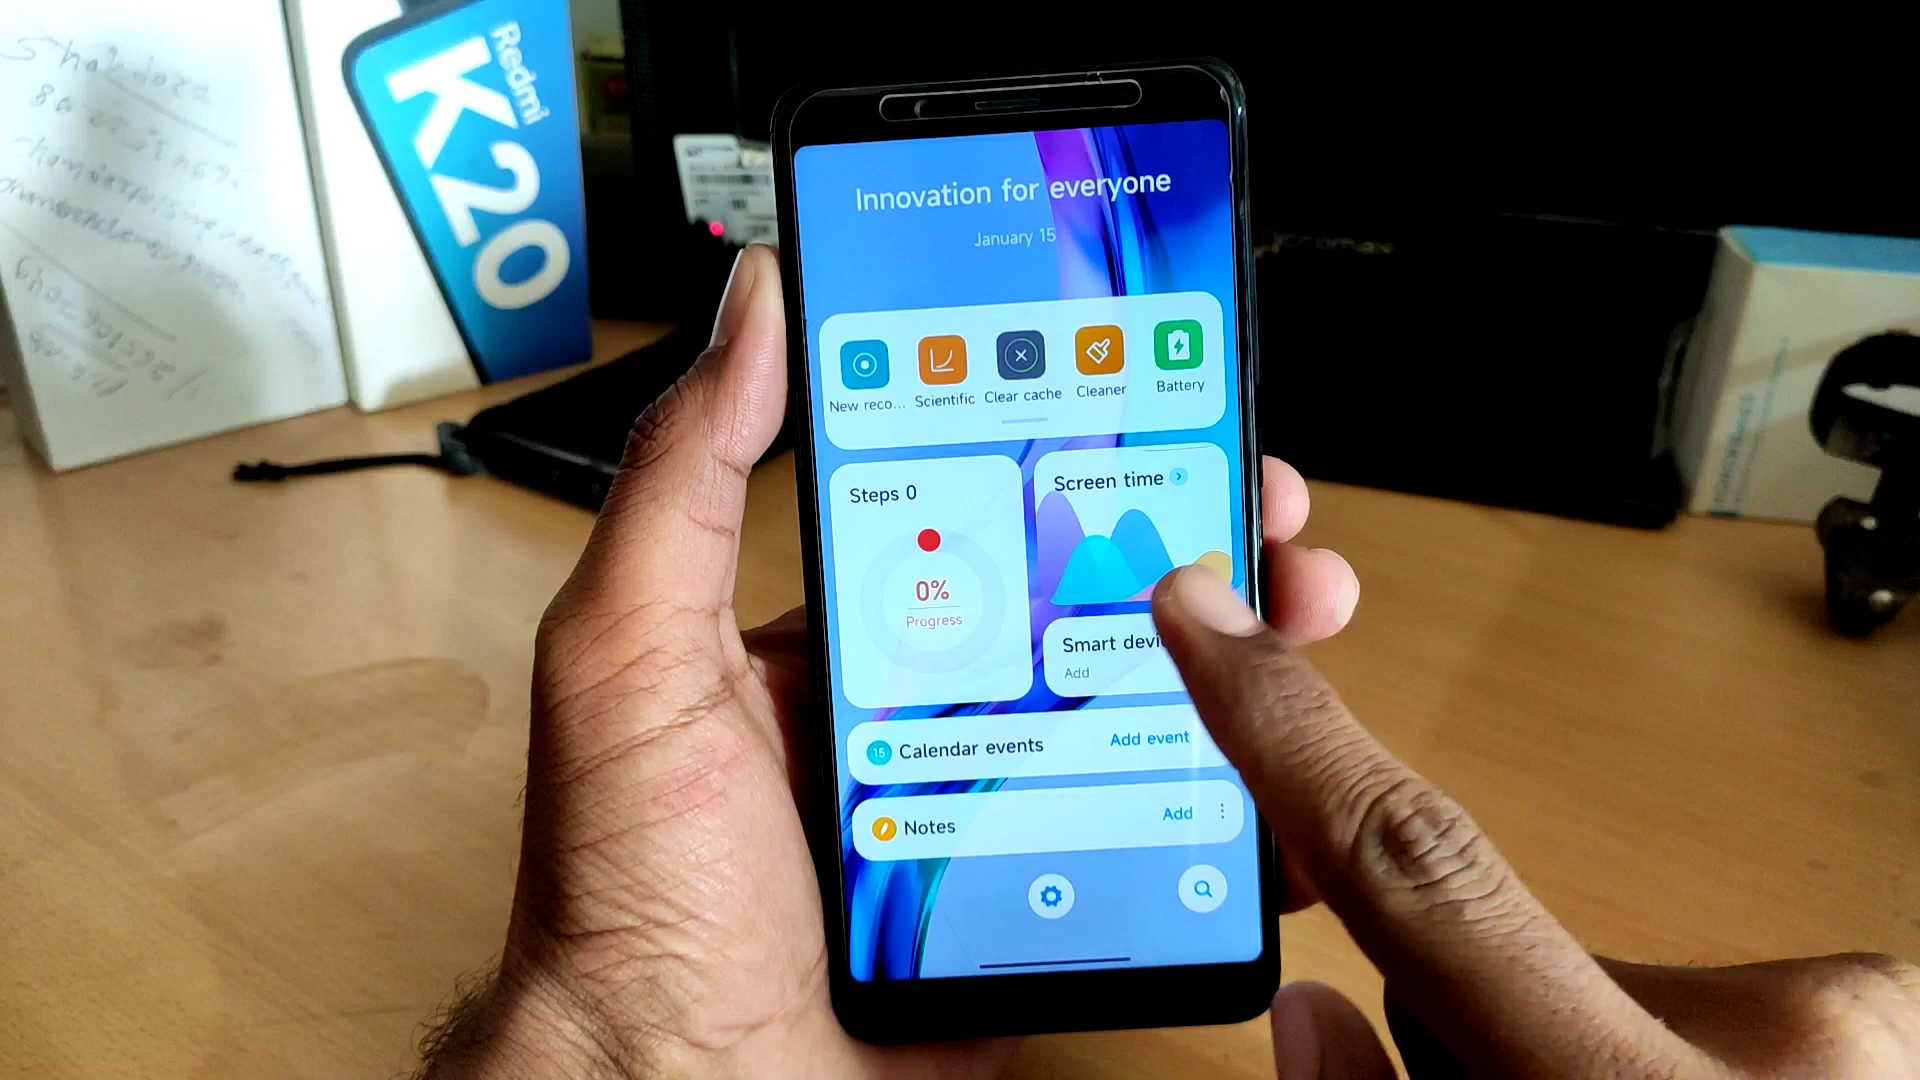 Redmi
K20
Innovation for everyone
January 15
New reco...
Scientific
Clear cache
Cleaner
Battery
Steps 0
0%
Progress
Screen time
Smart devi
Add
15
Calendar events
Add event
Notes
Add